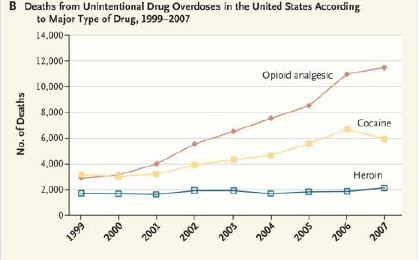 B Deaths from Unintentional Drug Overdoses in the United States According
to Major Type of Drug, 1999–2007
14,000
12,000
10,000
8,000
6,000
4,000
2,000
0
No. of Deaths
Opioid analgesic
Cocaine
Heroin
1999
2000
2001
2002
2003
2004
2005
2006
2007